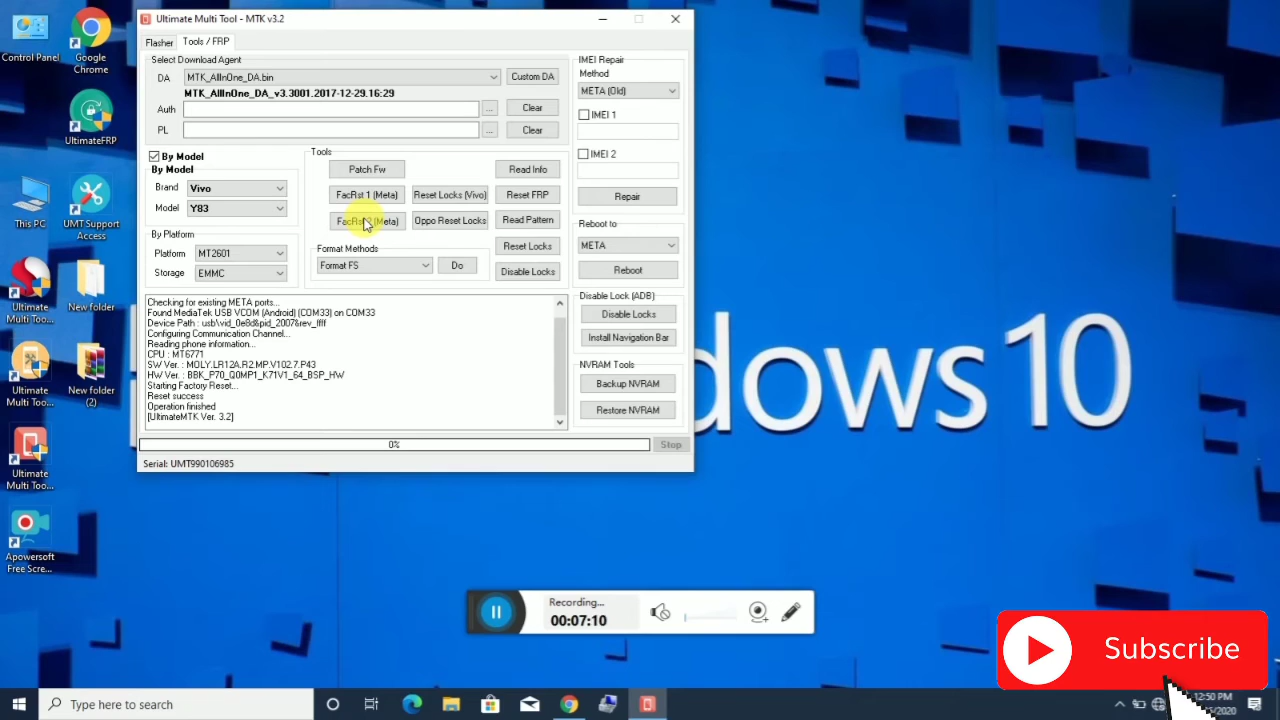 Ultimate Multi Tool - MTK v3.2
Flasher
Tools / FRP
Select Download Agent
DA
MTK_AllInOne_DA.bin
Custom DA
MTK_AllInOne_DA_v3.3001.2017-12-29.16:29
Auth
...
Clear
PL
...
Clear
By Model
By Model
Brand
Vivo
Model
Y83
By Platform
Platform
MT2601
Storage
EMMC
Tools
Patch Fw
Read Info
FacRst 1 (Meta)
Reset Locks (Vivo)
Reset FRP
(Meta)
Oppo Reset Locks
Read Pattern
Format Methods
Reset Locks
Format FS
Do
Disable Locks
IMEI Repair
Method
META (Old)
IMEI 1
IMEI 2
Repair
Reboot to
META
Reboot
Disable Lock (ADB)
Disable Locks
Install Navigation Bar
NVRAM Tools
Backup NVRAM
Restore NVRAM
Checking for existing META ports...
Found MediaTek USB VCOM (Android) (COM33) on COM33
Device Path : usb\vid_0e8d&pid_2007&rev_ffff
Configuring Communication Channel...
Reading phone information...
CPU : MT6771
SW Ver. : MOLY.LR12A.R2.MP.V102.7.P43
HW Ver. : BBK_P70_Q0MP1_K71V1_64_BSP_HW
Starting Factory Reset...
Reset success
Operation finished
[UltimateMTK Ver. 3.2]
0%
Stop
Serial: UMT990106985
Control Panel
Google
Chrome
UltimateFRP
This PC
UMT Support
Access
Ultimate
Multi Too...
New folder
Ultimate
Multi Too...
New folder
(2)
Ultimate
Multi Too...
Apowersoft
Free Scre...
dows 10
Recording...
00:07:10
Subscribe
Type here to search
12:50 PM